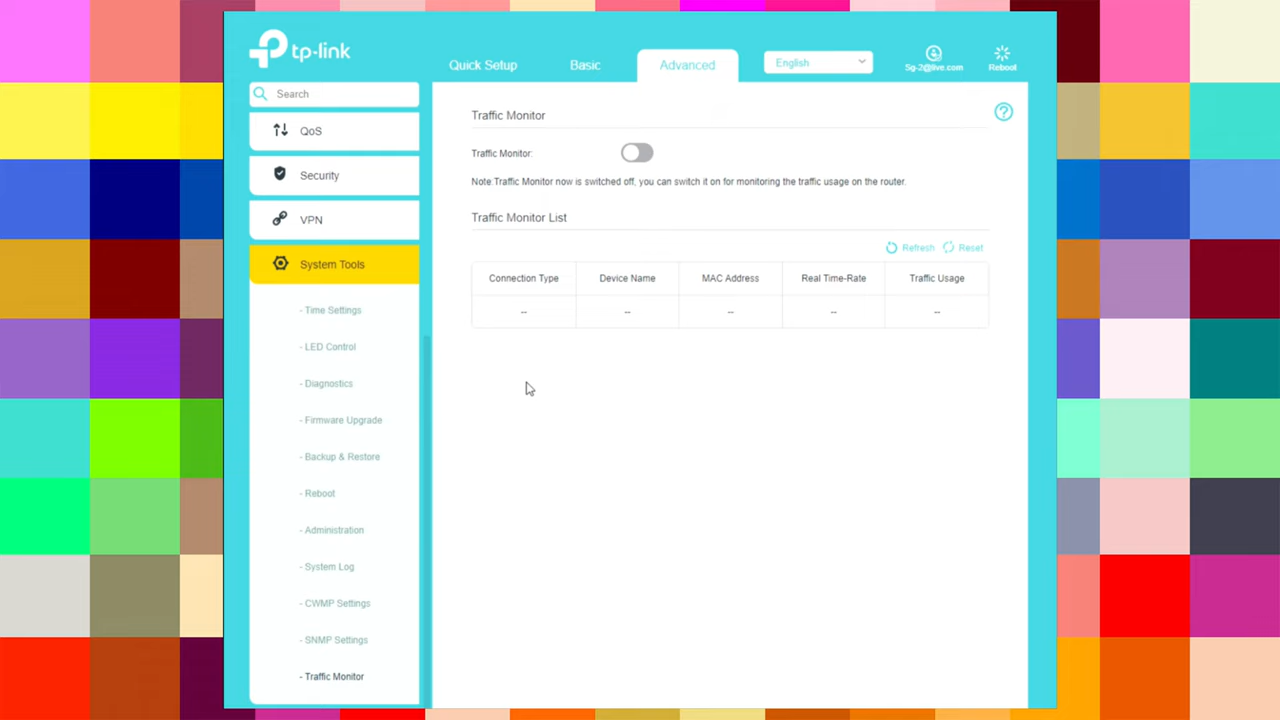 tp-link
Quick Setup
Basic
Advanced
English
Sg-2@live.com
Reboot
Search
QoS
Security
VPN
System Tools
- Time Settings
- LED Control
- Diagnostics
- Firmware Upgrade
- Backup & Restore
- Reboot
- Administration
- System Log
- CWMP Settings
- SNMP Settings
- Traffic Monitor
Traffic Monitor
Traffic Monitor:
Note:Traffic Monitor now is switched off, you can switch it on for monitoring the traffic usage on the router.
Traffic Monitor List
Refresh Reset
Connection Type Device Name MAC Address Real Time-Rate Traffic Usage
-- -- -- -- --